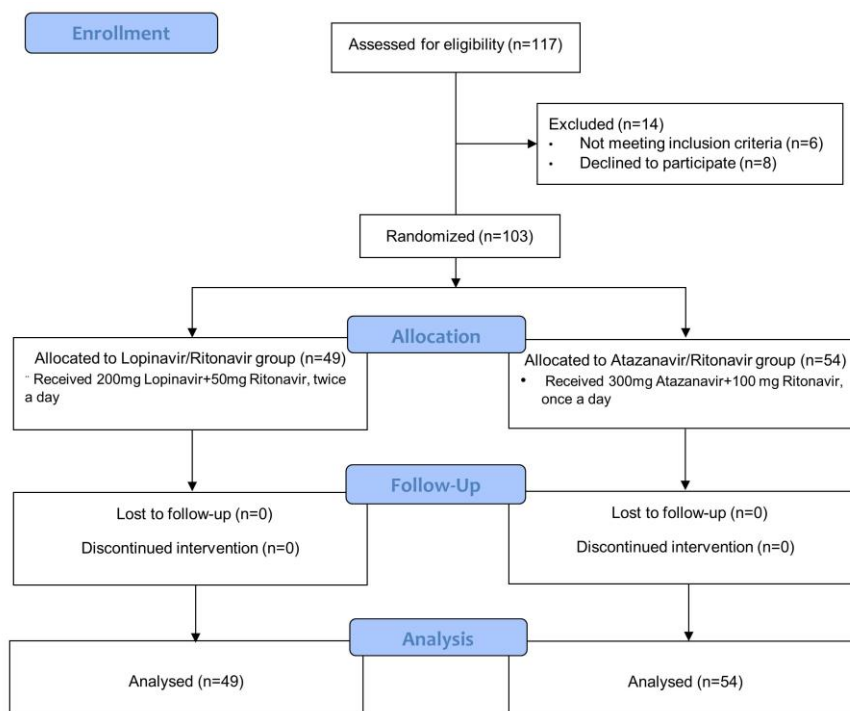 Enrollment
Assessed for eligibility (n=117)
Excluded (n=14)
• Not meeting inclusion criteria (n=6)
• Declined to participate (n=8)
Randomized (n=103)
Allocation
Allocated to Lopinavir/Ritonavir group (n=49)
¨ Received 200mg Lopinavir+50mg Ritonavir, twice
a day
Allocated to Atazanavir/Ritonavir group (n=54)
• Received 300mg Atazanavir+100 mg Ritonavir,
once a day
Follow-Up
Lost to follow-up (n=0)
Discontinued intervention (n=0)
Lost to follow-up (n=0)
Discontinued intervention (n=0)
Analysis
Analysed (n=49)
Analysed (n=54)